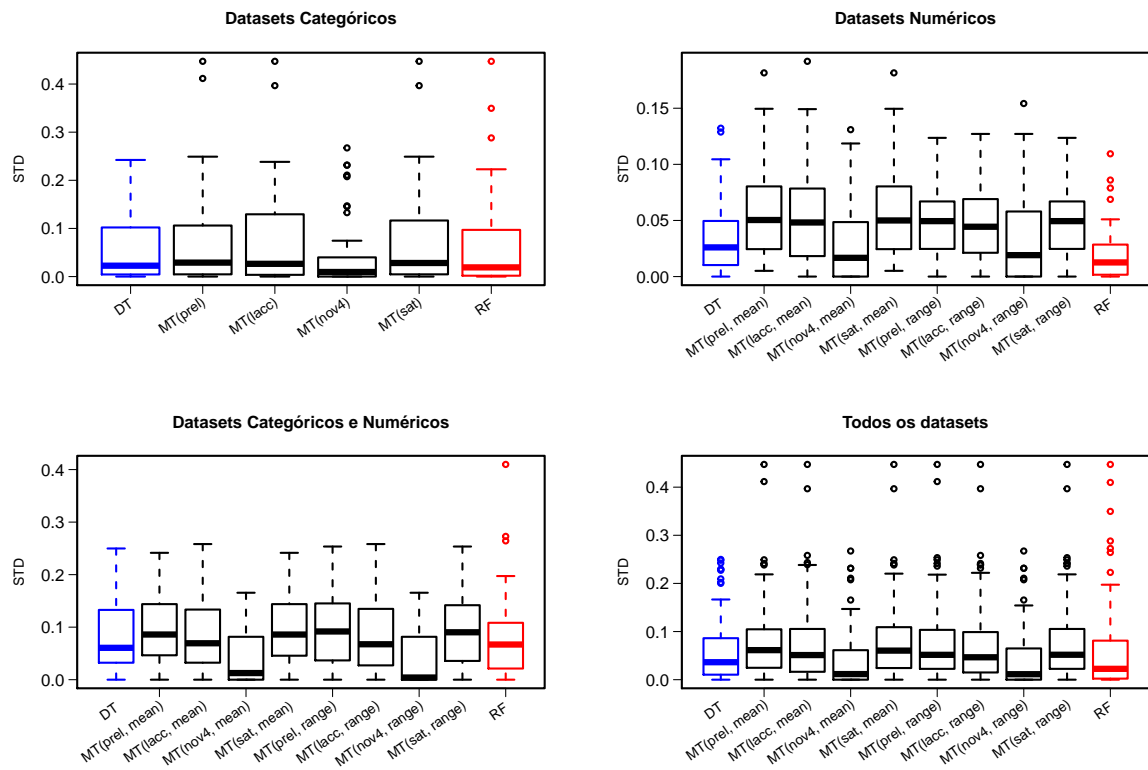 Datasets Categóricos
STD
0.4
0.3
0.2
0.1
0.0
DT
MT(prel)
MT(lacc)
MT(nov4)
MT(sat)
RF
Datasets Numéricos
STD
0.15
0.10
0.05
0.00
DT
MT(prel, mean)
MT(lacc, mean)
MT(nov4, mean)
MT(sat, mean)
MT(prel, range)
MT(lacc, range)
MT(nov4, range)
MT(sat, range)
RF
Datasets Categóricos e Numéricos
STD
0.4
0.3
0.2
0.1
0.0
DT
MT(prel, mean)
MT(lacc, mean)
MT(nov4, mean)
MT(sat, mean)
MT(prel, range)
MT(lacc, range)
MT(nov4, range)
MT(sat, range)
RF
Todos os datasets
STD
0.4
0.3
0.2
0.1
0.0
DT
MT(prel, mean)
MT(lacc, mean)
MT(nov4, mean)
MT(sat, mean)
MT(prel, range)
MT(lacc, range)
MT(nov4, range)
MT(sat, range)
RF